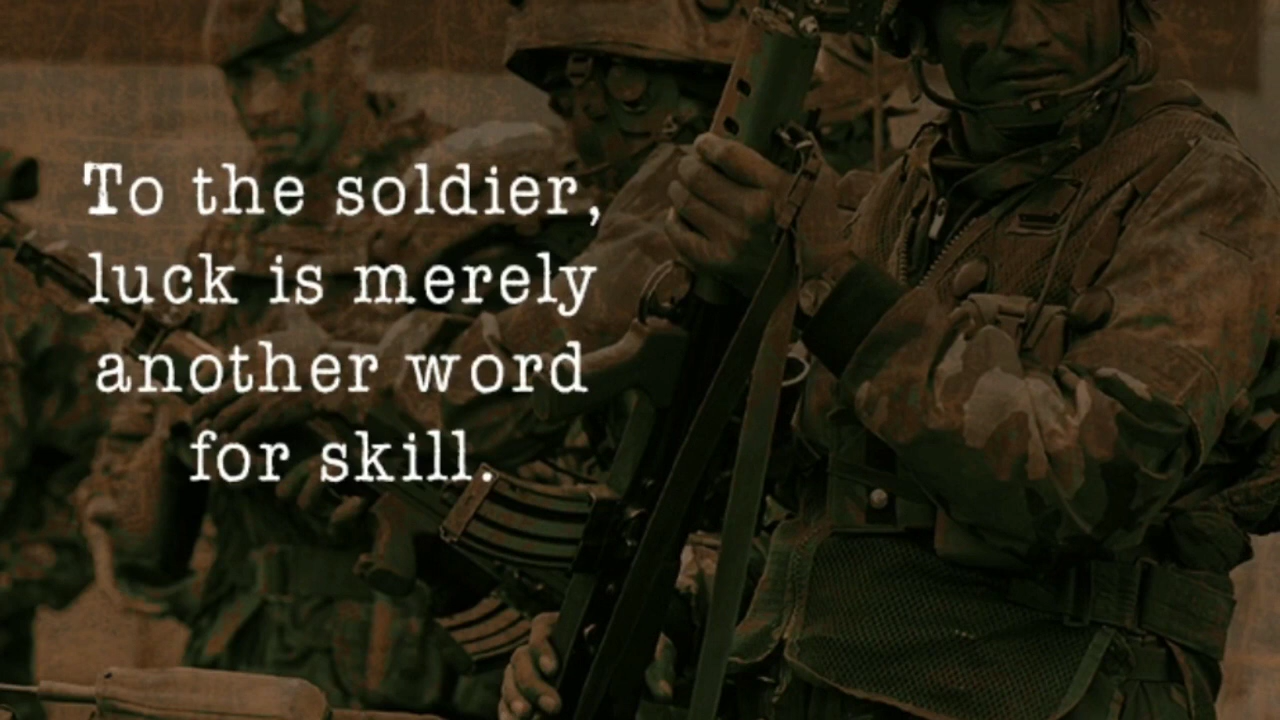 To the soldier,
luck is merely
another word
for skill.